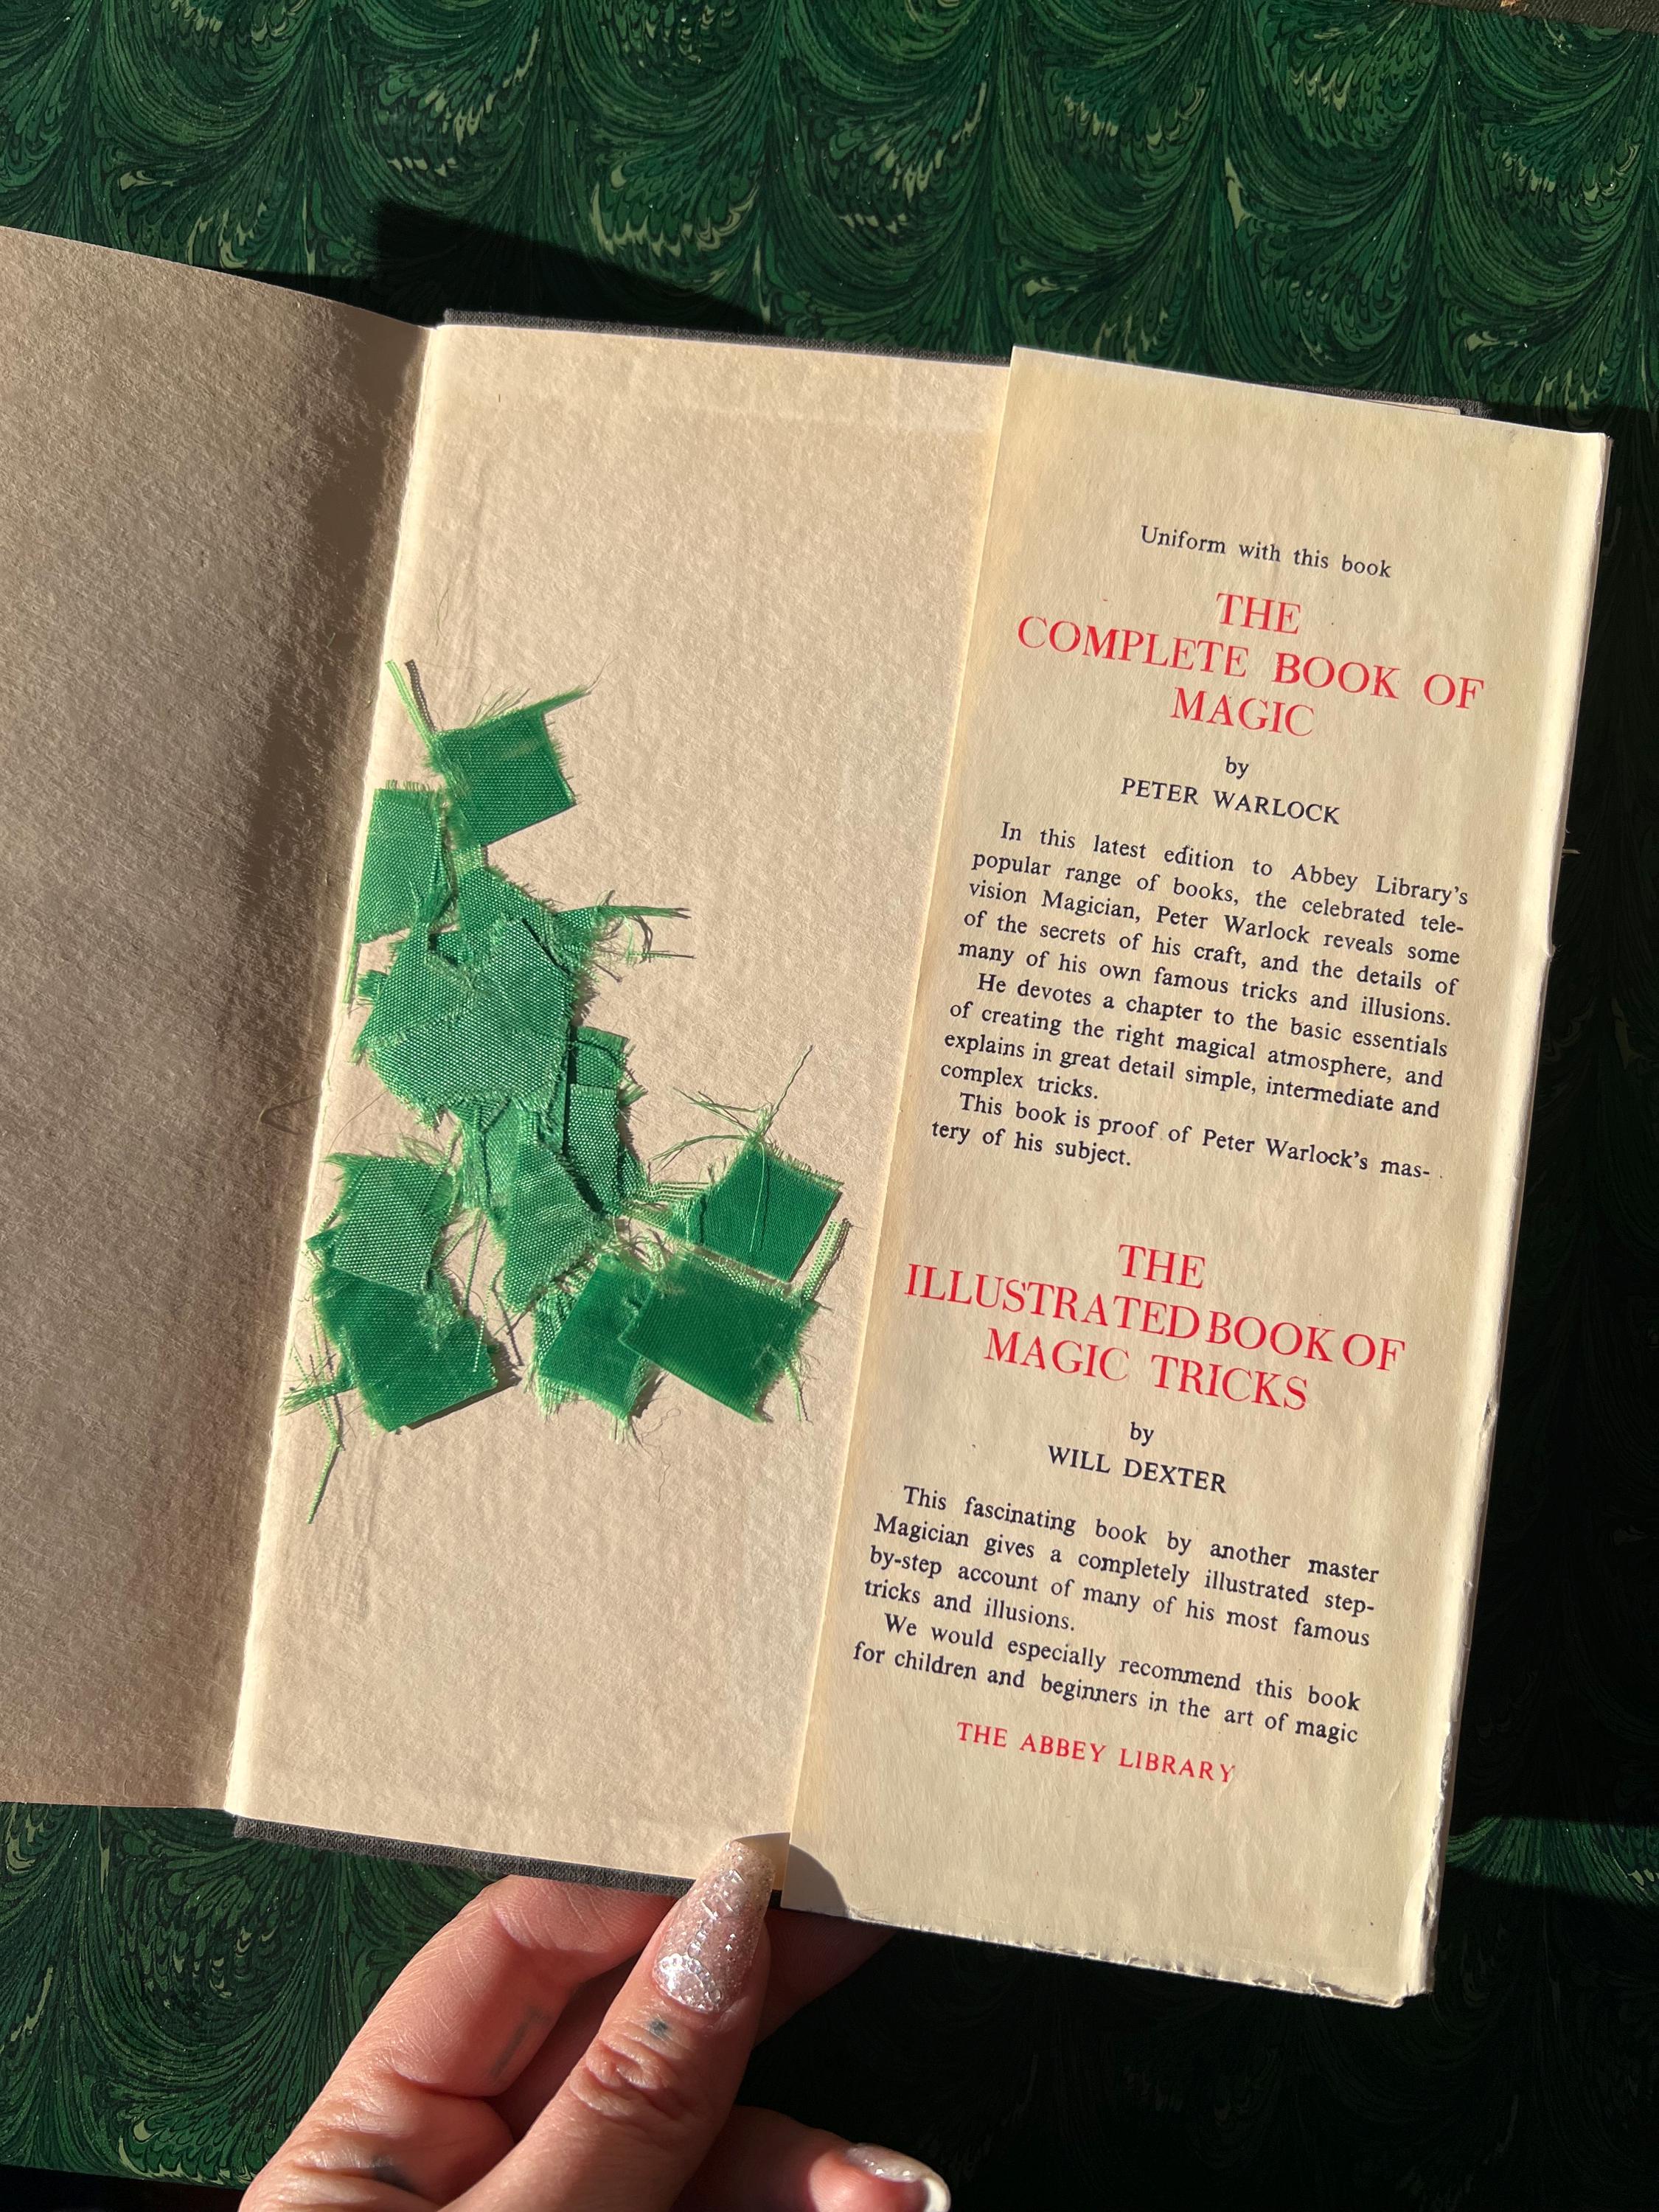 Uniform with this book
THE
COMPLETE BOOK OF
MAGIC
by
PETER WARLOCK
In this latest edition to Abbey Library's
popular range of books, the celebrated tele-
vision Magician, Peter Warlock reveals some
of the secrets of his craft, and the details of
many of his own famous tricks and illusions.
He devotes a chapter to the basic essentials
of creating the right magical atmosphere, and
explains in great detail simple, intermediate and
complex tricks.
This book is proof of Peter Warlock's mas-
tery of his subject.
THE
ILLUSTRATED BOOK OF
MAGIC TRICKS
by
WILL DEXTER
This fascinating book by another master
Magician gives a completely illustrated step-
by-step account of many of his most famous
tricks and illusions.
We would especially recommend this book
for children and beginners in the art of magic
THE ABBEY LIBRARY